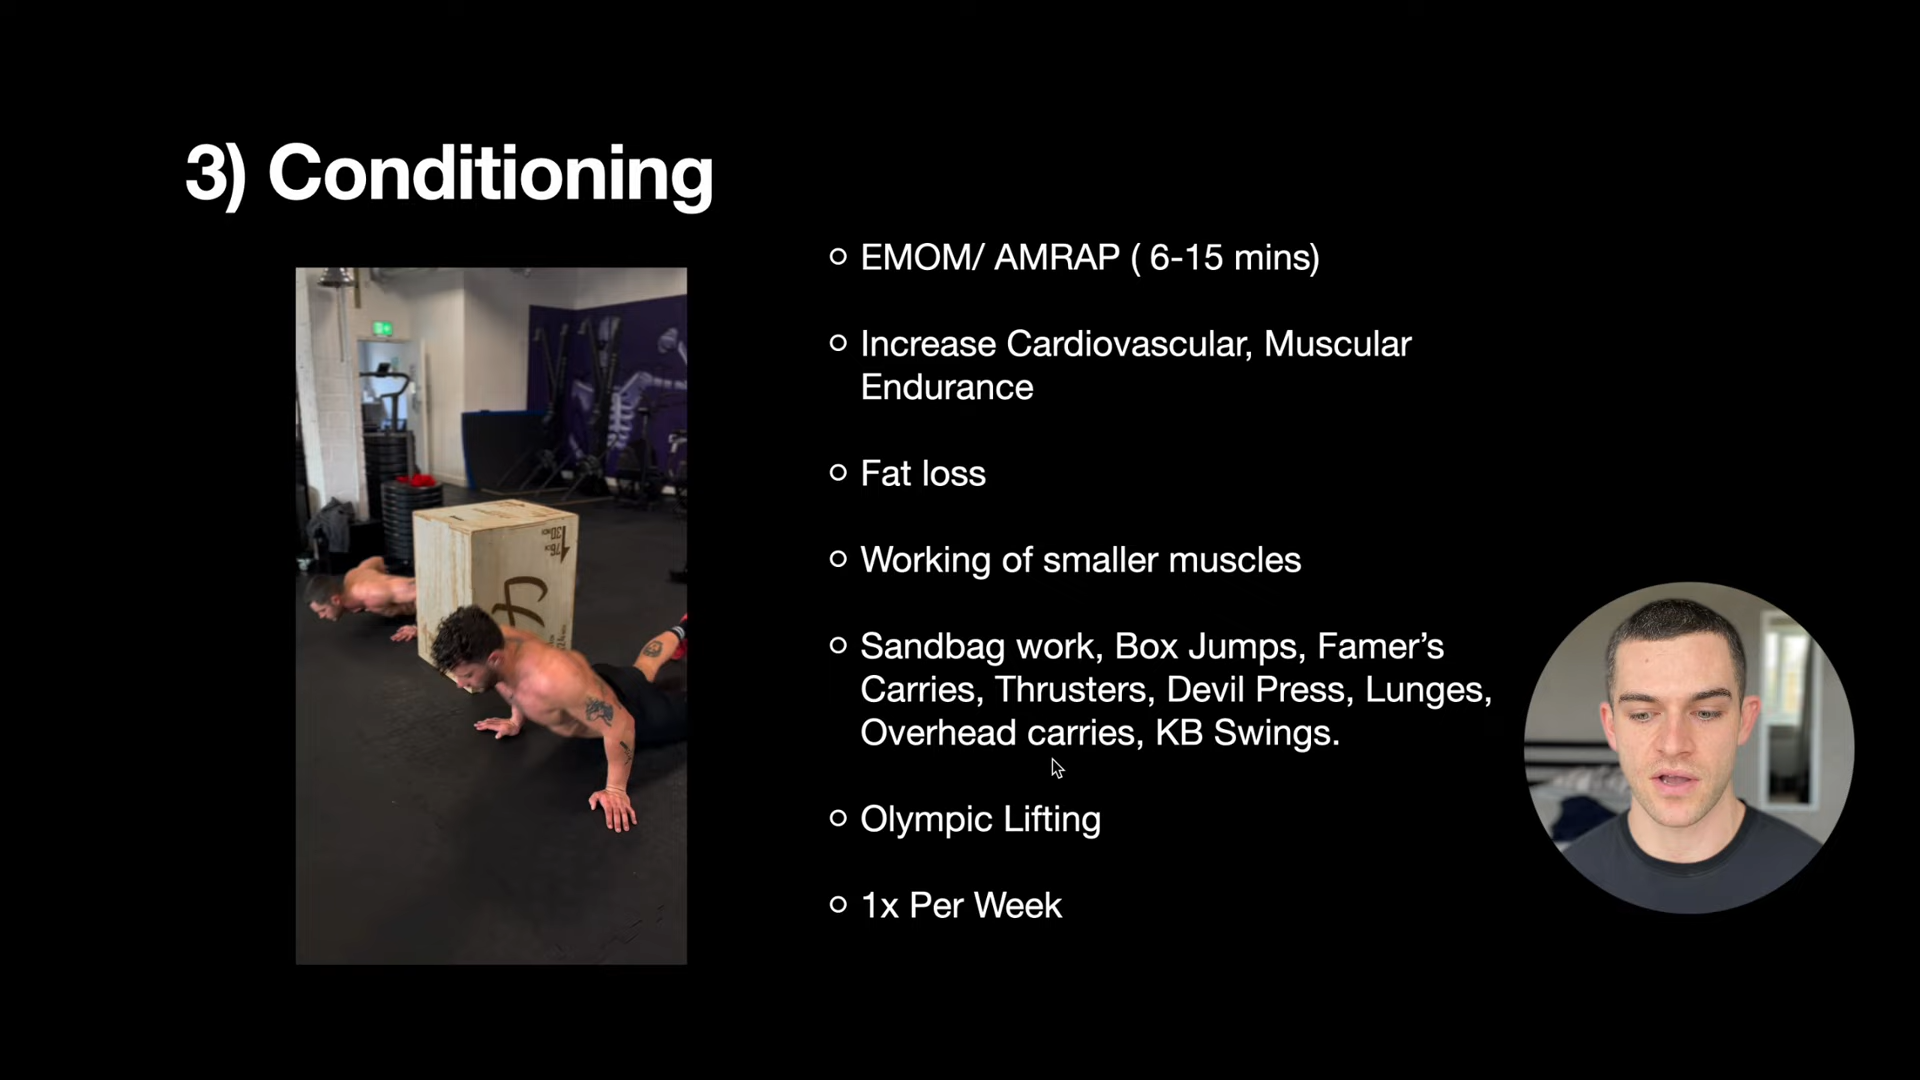 3) Conditioning
EMOM/ AMRAP ( 6-15 mins)
Increase Cardiovascular, Muscular
Endurance
Fat loss
Working of smaller muscles
Sandbag work, Box Jumps, Famer’s
Carries, Thrusters, Devil Press, Lunges,
Overhead carries, KB Swings.
Olympic Lifting
1x Per Week